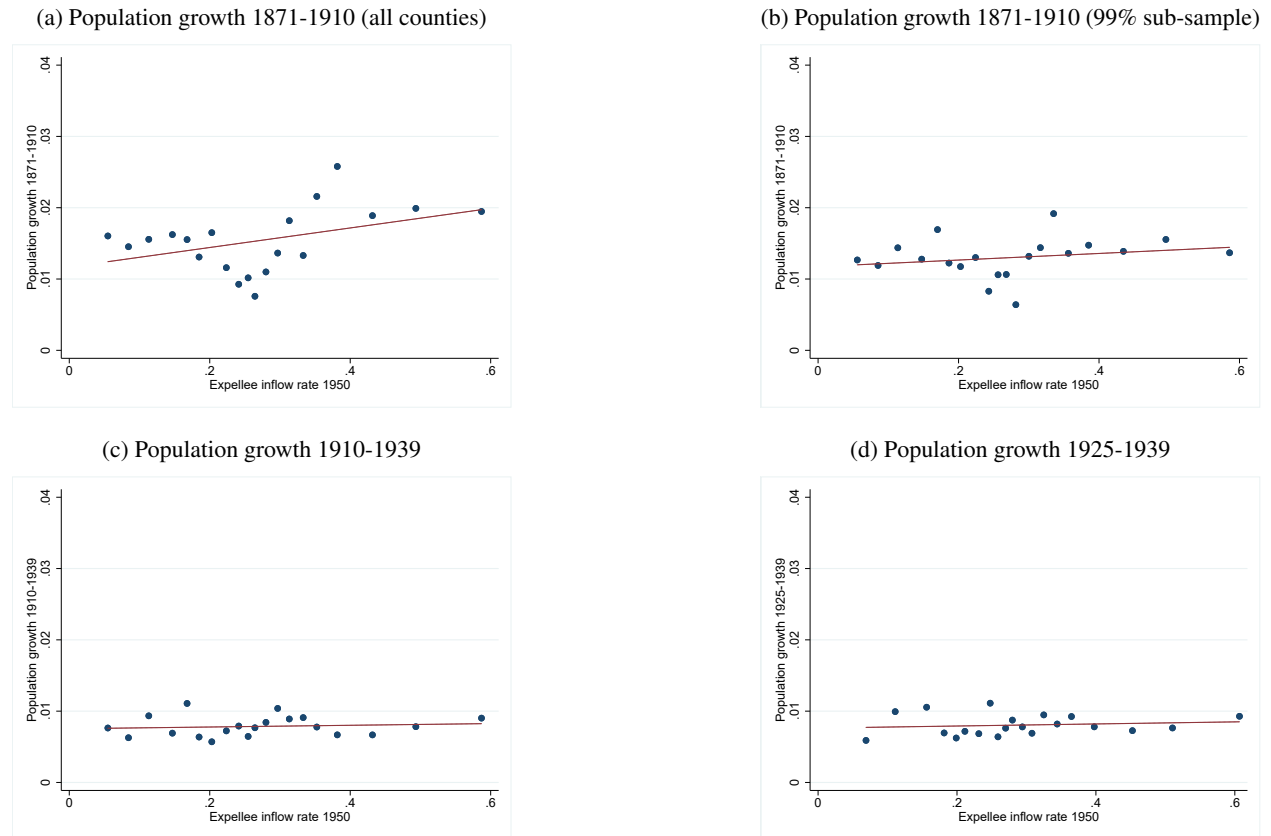 (a) Population growth 1871-1910 (all counties)
Population growth 1871-1910
.04
.03
.02
.01
0
0 .2 .4 .6
Expellee inflow rate 1950
(b) Population growth 1871-1910 (99% sub-sample)
Population growth 1871-1910
.04
.03
.02
.01
0
0 .2 .4 .6
Expellee inflow rate 1950
(c) Population growth 1910-1939
Population growth 1910-1939
.04
.03
.02
.01
0
0 .2 .4 .6
Expellee inflow rate 1950
(d) Population growth 1925-1939
Population growth 1925-1939
.04
.03
.02
.01
0
0 .2 .4 .6
Expellee inflow rate 1950